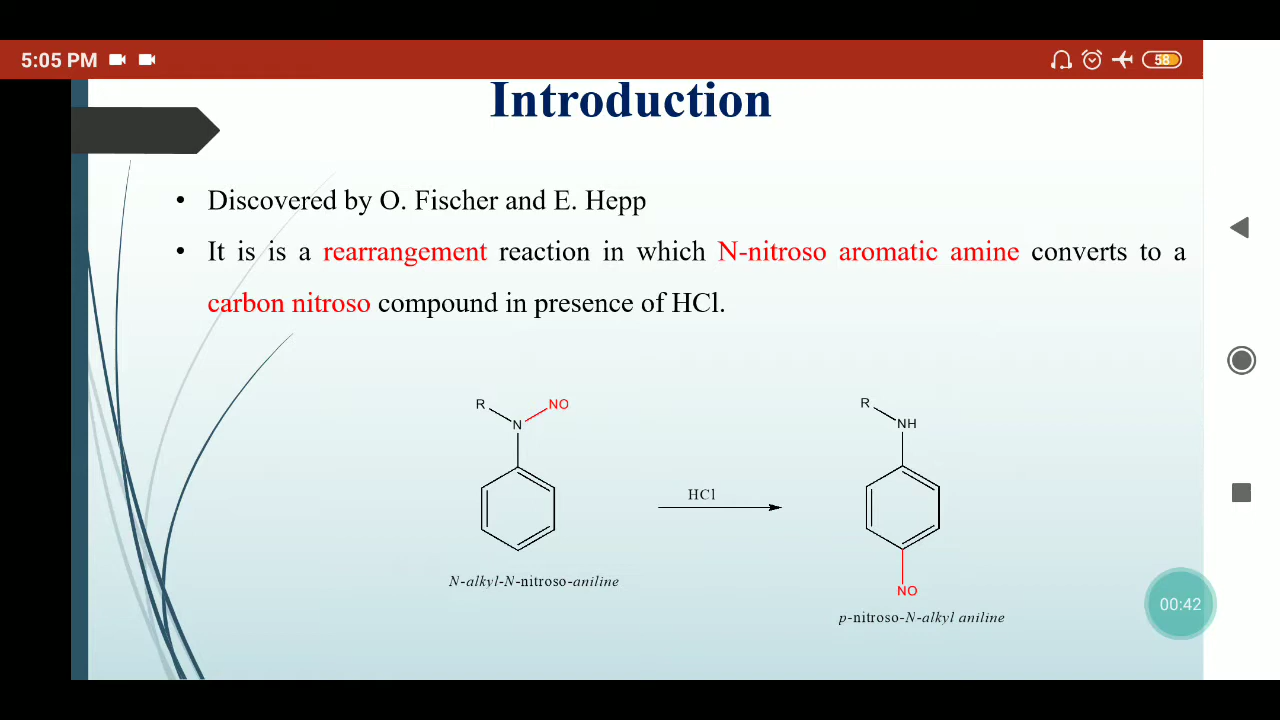 5:05 PM
58
Introduction
• Discovered by O. Fischer and E. Hepp
• It is is a rearrangement reaction in which N-nitroso aromatic amine converts to a
carbon nitroso compound in presence of HCl.
R
NO
N
HCl
N-alkyl-N-nitroso-aniline
R
NH
NO
p-nitroso-N-alkyl aniline
00:42